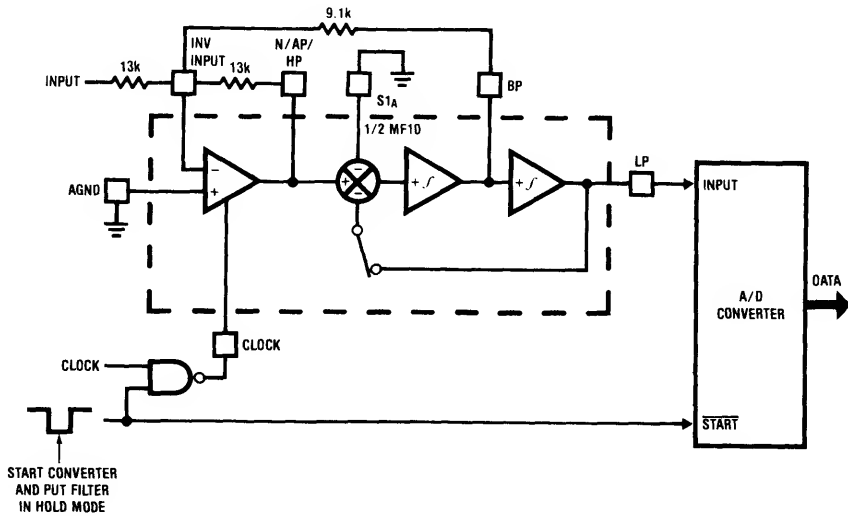 9.1k
INV
INPUT
N/AP/
HP
INPUT
13k
13k
S1A
BP
1/2 MF10
LP
AGND
−
+
+
−
−
+ ∫
+ ∫
INPUT
A/D
CONVERTER
DATA
CLOCK
CLOCK
START
START CONVERTER
AND PUT FILTER
IN HOLD MODE